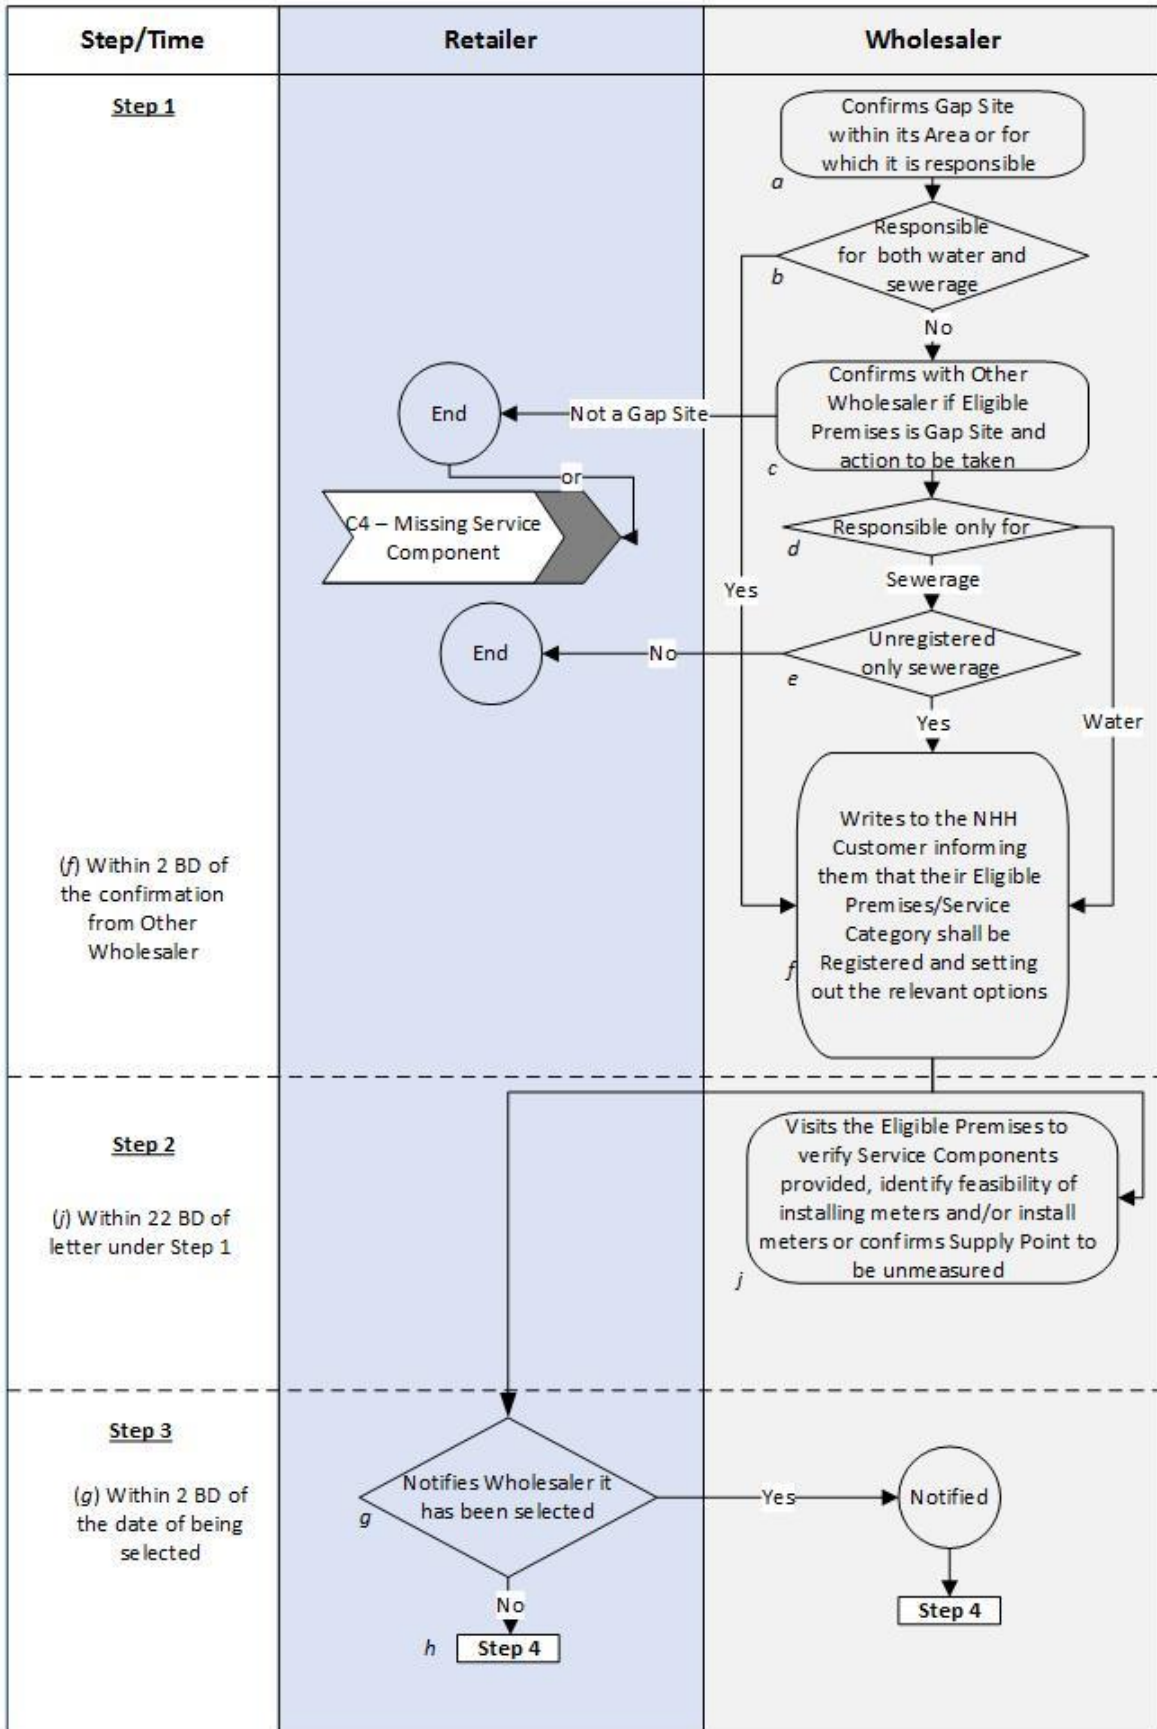 Step/Time
Retailer
Wholesaler
Step 1
Confirms Gap Site
within its Area or for
which it is responsible
a
Responsible
for both water and
sewerage
b
No
Confirms with Other
Wholesaler if Eligible
Premises is Gap Site and
action to be taken
c
Not a Gap Site
End
or
C4 – Missing Service
Component
Responsible only for
d
Sewerage
Yes
Unregistered
only sewerage
e
No
End
Yes
Water
(f) Within 2 BD of
the confirmation
from Other
Wholesaler
Writes to the NHH
Customer informing
them that their Eligible
Premises/Service
Category shall be
Registered and setting
out the relevant options
f
Step 2
(j) Within 22 BD of
letter under Step 1
Visits the Eligible Premises to
verify Service Components
provided, identify feasibility of
installing meters and/or install
meters or confirms Supply Point to
be unmeasured
j
Step 3
(g) Within 2 BD of
the date of being
selected
Notifies Wholesaler it
has been selected
g
Yes
Notified
No
h
Step 4
Step 4